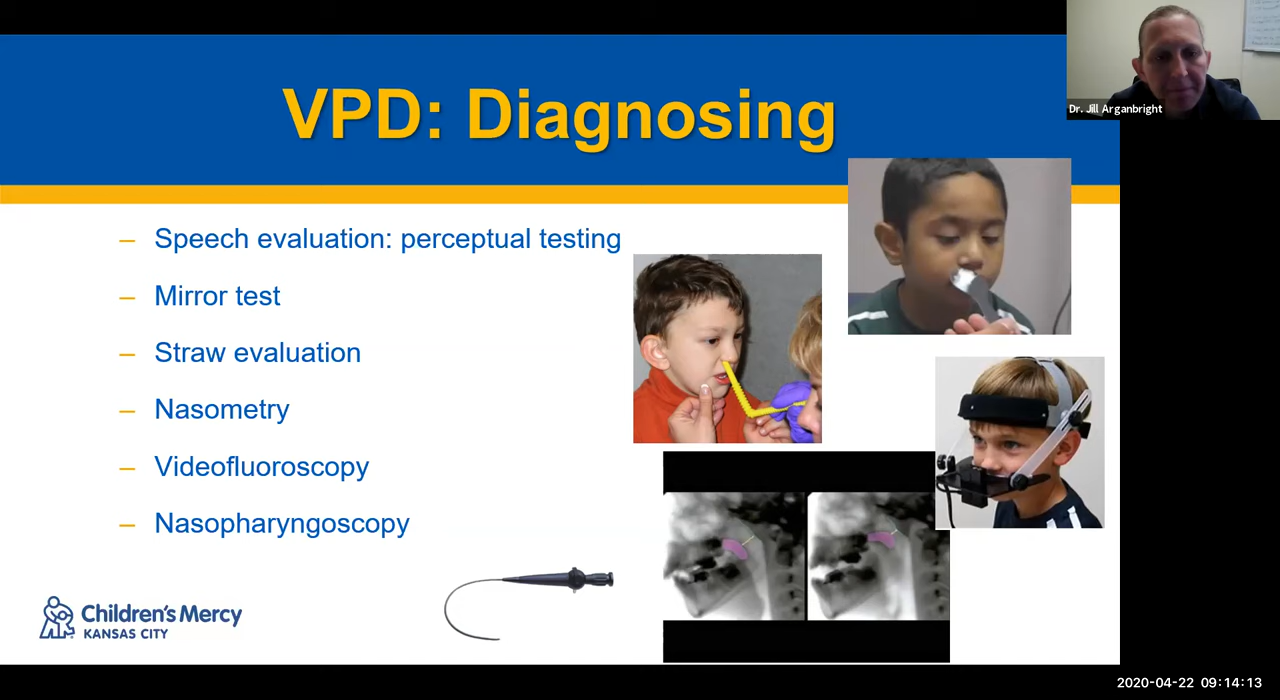 VPD: Diagnosing
Dr. Jill Arganbright
– Speech evaluation: perceptual testing
– Mirror test
– Straw evaluation
– Nasometry
– Videofluoroscopy
– Nasopharyngoscopy
Children's Mercy
KANSAS CITY
2020-04-22 09:14:13